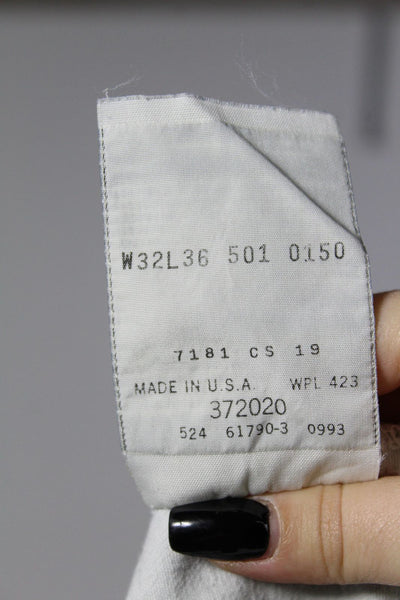 W32L36 501 0150
7181 CS 19
MADE IN U.S.A. WPL 423
372020
524 61790-3 0993